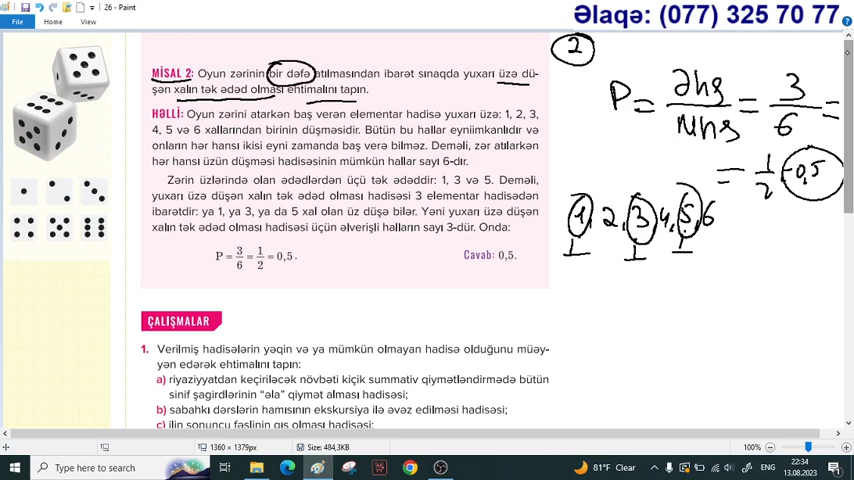 26 - Paint
Əlaqə: (077) 325 70 77
File Home View
MİSAL 2: Oyun zərinin bir dəfə atılmasından ibarət sınaqda yuxarı üzə dü-
şən xalın tək ədəd olması ehtimalını tapın.
HƏLLİ: Oyun zərini atarkən baş verən elementar hadisə yuxarı üzə: 1, 2, 3,
4, 5 və 6 xallarından birinin düşməsidir. Bütün bu hallar eyniimkanlıdır və
onların hər hansı ikisi eyni zamanda baş verə bilməz. Deməli, zər atılarkən
hər hansı üzün düşməsi hadisəsinin mümkün hallar sayı 6-dır.
Zərin üzlərində olan ədədlərdən üçü tək ədəddir: 1, 3 və 5. Deməli,
yuxarı üzə düşən xalın tək ədəd olması hadisəsi 3 elementar hadisədən
ibarətdir: ya 1, ya 3, ya da 5 xal olan üz düşə bilər. Yəni yuxarı üzə düşən
xalın tək ədəd olması hadisəsi üçün əlverişli halların sayı 3-dür. Onda:
P = 3/6 = 1/2 = 0,5.
Cavab: 0,5.
ÇALIŞMALAR
1. Verilmiş hadisələrin yəqin və ya mümkün olmayan hadisə olduğunu müəy-
yən edərək ehtimalını tapın:
a) riyaziyyatdan keçiriləcək növbəti kiçik summativ qiymətləndirmədə bütün
sinif şagirdlərinin “əla” qiymət alması hadisəsi;
b) sabahkı dərslərin hamısının ekskursiya ilə əvəz edilməsi hadisəsi;
c) ilin sonuncu fəslinin qış olması hadisəsi;
2
P = Əhs/Mhs = 3/6 =
= 1/2 = 0,5
1, 2, 3, 4, 5, 6
1360 × 1379px Size: 484,3KB 100%
Type here to search
81°F Clear
ENG
22:34
13.08.2023